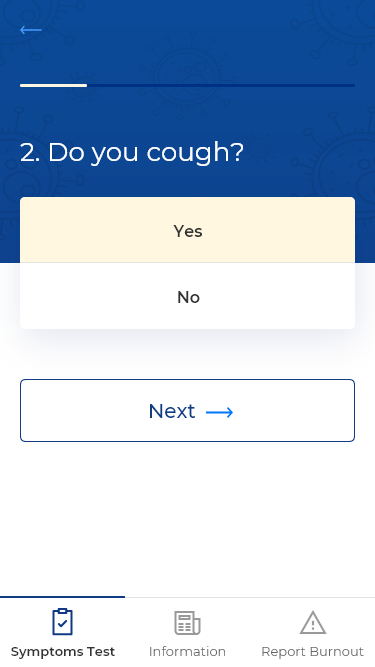 2. Do you cough?
Yes
No
Next
Symptoms Test
Information
Report Burnout